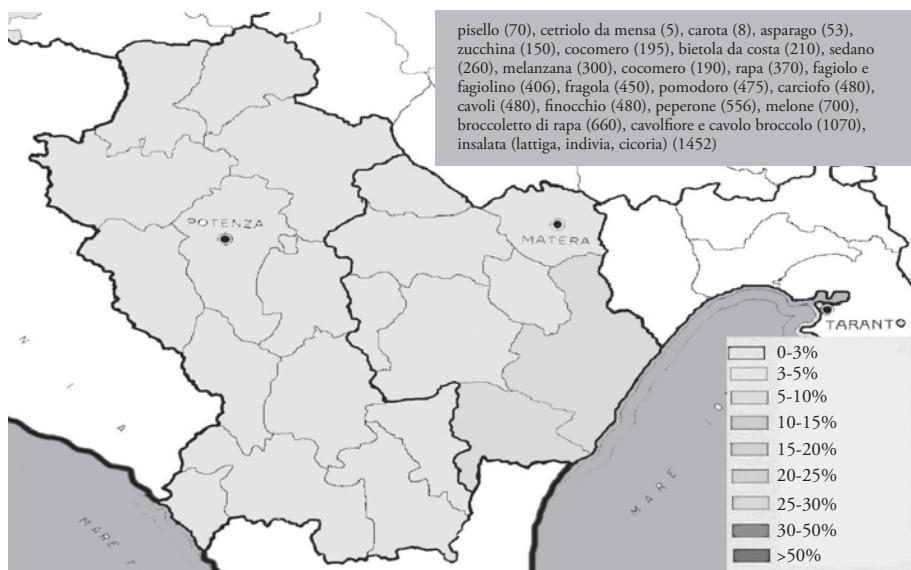 pisello (70), cetriolo da mensa (5), carota (8), asparago (53),
zucchina (150), cocomero (195), bietola da costa (210), sedano
(260), melanzana (300), cocomero (190), rapa (370), fagiolo e
fagiolino (406), fragola (450), pomodoro (475), carciofo (480),
cavoli (480), finocchio (480), peperone (556), melone (700),
broccoletto di rapa (660), cavolfiore e cavolo broccolo (1070),
insalata (lattiga, indivia, cicoria) (1452)
POTENZA
MATERA
TARANTO
0-3%
3-5%
5-10%
10-15%
15-20%
20-25%
25-30%
30-50%
>50%
N
A
MARE I O
MARE T